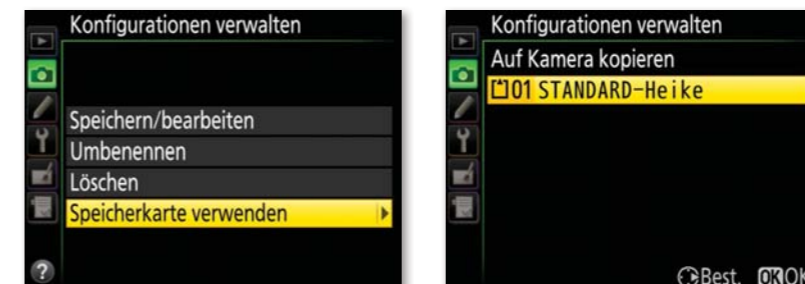 Konfigurationen verwalten
Speichern/bearbeiten
Umbenennen
Löschen
Speicherkarte verwenden
?
Konfigurationen verwalten
Auf Kamera kopieren
01 STANDARD-Heike
Best. OK OK